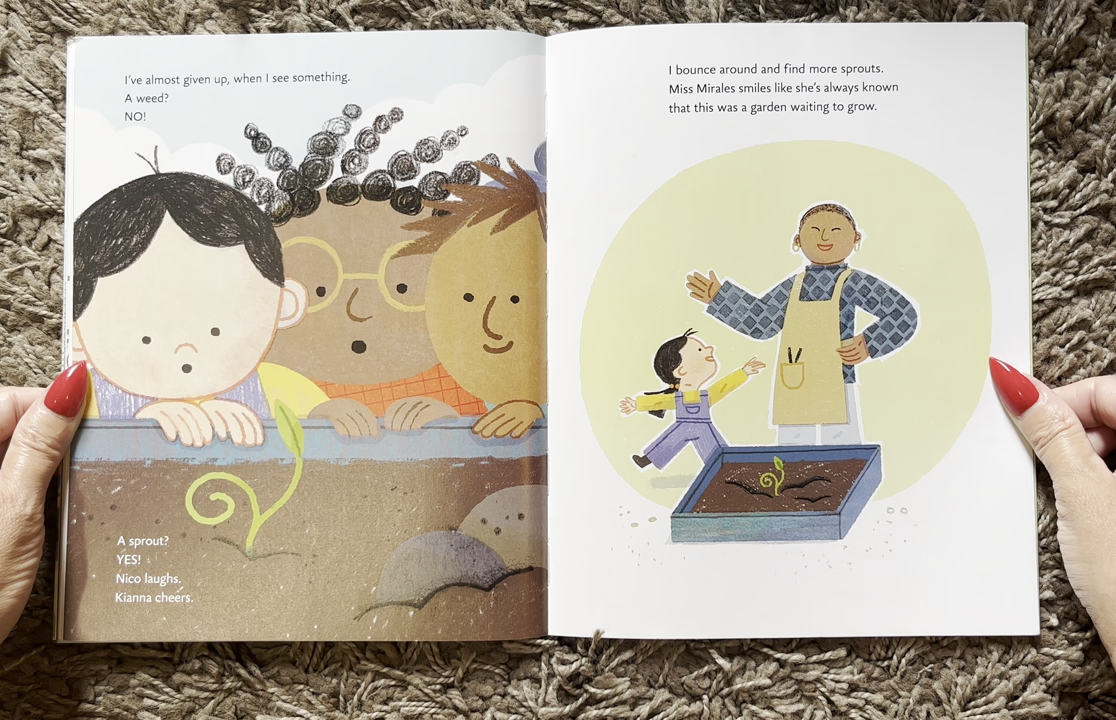 I've almost given up, when I see something.
A weed?
NO!
A sprout?
YES!
Nico laughs.
Kianna cheers.
I bounce around and find more sprouts.
Miss Mirales smiles like she's always known
that this was a garden waiting to grow.